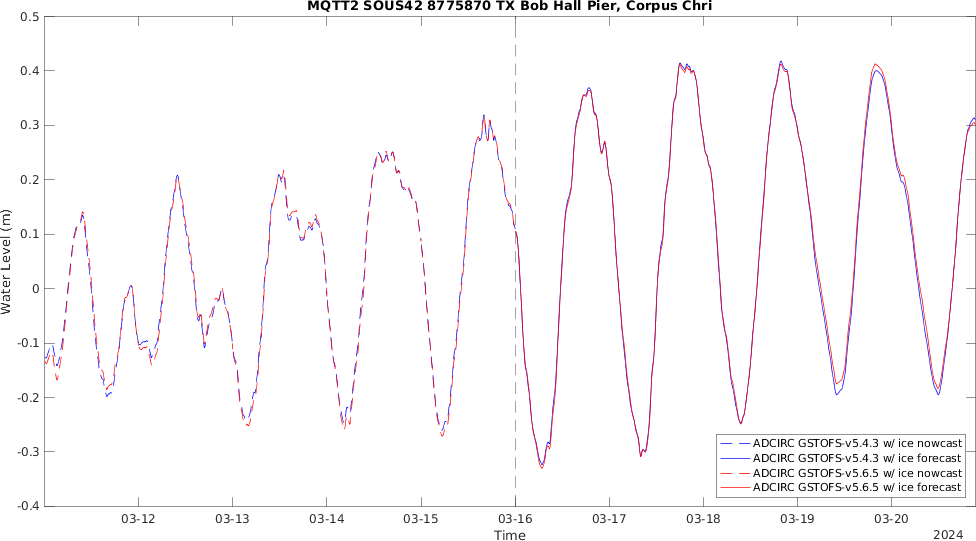 MQTT2 SOUS42 8775870 TX Bob Hall Pier, Corpus Chri
0.5
0.4
0.3
0.2
0.1
0
-0.1
-0.2
-0.3
-0.4
Water Level (m)
ADCIRC GSTOFS-v5.4.3 w/ ice nowcast
ADCIRC GSTOFS-v5.4.3 w/ ice forecast
ADCIRC GSTOFS-v5.6.5 w/ ice nowcast
ADCIRC GSTOFS-v5.6.5 w/ ice forecast
03-12 03-13 03-14 03-15 03-16 03-17 03-18 03-19 03-20
Time
2024